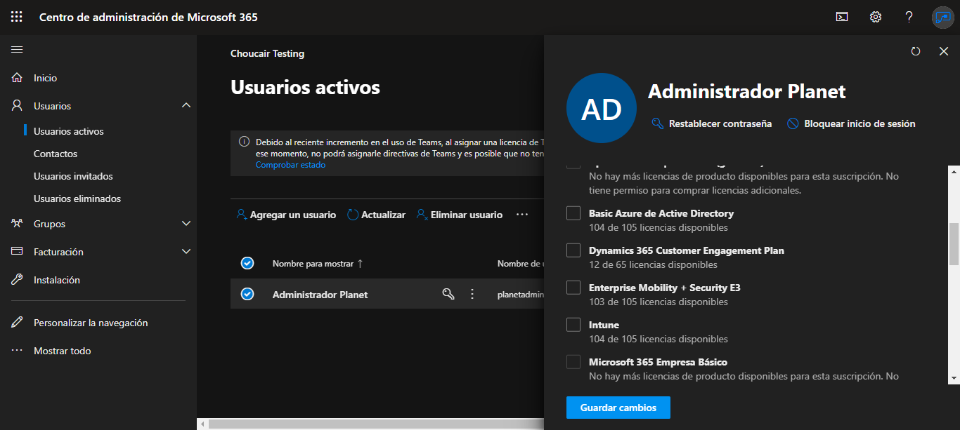 Centro de administración de Microsoft 365
?
Inicio
Usuarios
Usuarios activos
Contactos
Usuarios invitados
Usuarios eliminados
Grupos
Facturación
Instalación
Personalizar la navegación
Mostrar todo
Choucair Testing
Usuarios activos
Debido al reciente incremento en el uso de Teams, al asignar una licencia de T
ese momento, no podrá asignarle directivas de Teams y es posible que no ten
Comprobar estado
Agregar un usuario
Actualizar
Eliminar usuario
Nombre para mostrar ↑
Nombre de
Administrador Planet
planetadmin
AD
Administrador Planet
Restablecer contraseña
Bloquear inicio de sesión
No hay más licencias de producto disponibles para esta suscripción. No
tiene permiso para comprar licencias adicionales.
Basic Azure de Active Directory
104 de 105 licencias disponibles
Dynamics 365 Customer Engagement Plan
12 de 65 licencias disponibles
Enterprise Mobility + Security E3
103 de 105 licencias disponibles
Intune
104 de 105 licencias disponibles
Microsoft 365 Empresa Básico
No hay más licencias de producto disponibles para esta suscripción. No
Guardar cambios